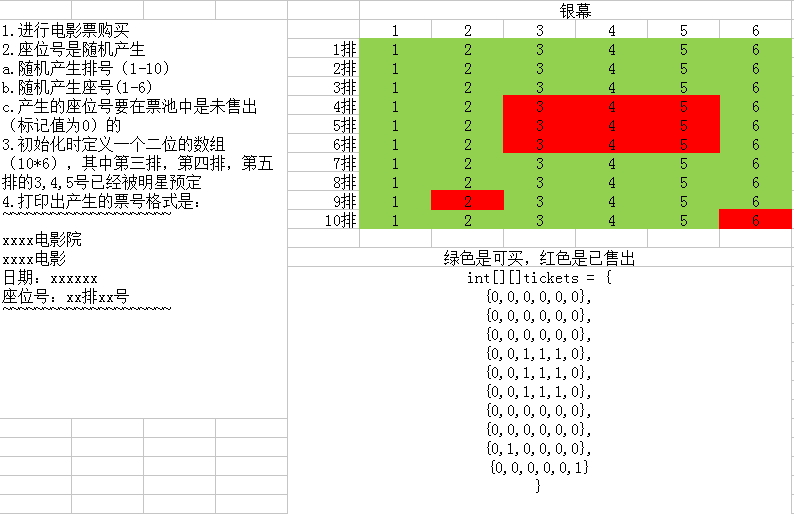 1.进行电影票购买
2.座位号是随机产生
a.随机产生排号（1-10）
b.随机产生座号(1-6)
c.产生的座位号要在票池中是未售出
（标记值为0）的
3.初始化时定义一个二位的数组
（10*6），其中第三排，第四排，第五
排的3,4,5号已经被明星预定
4.打印出产生的票号格式是：
~~~~~~~~~~~~~~~~~~~~~
xxxx电影院
xxxx电影
日期：xxxxxx
座位号：xx排xx号
~~~~~~~~~~~~~~~~~~~~~
银幕
1 2 3 4 5 6
1排 1 2 3 4 5 6
2排 1 2 3 4 5 6
3排 1 2 3 4 5 6
4排 1 2 3 4 5 6
5排 1 2 3 4 5 6
6排 1 2 3 4 5 6
7排 1 2 3 4 5 6
8排 1 2 3 4 5 6
9排 1 2 3 4 5 6
10排 1 2 3 4 5 6
绿色是可买，红色是已售出
int[][]tickets = {
{0,0,0,0,0,0},
{0,0,0,0,0,0},
{0,0,0,0,0,0},
{0,0,1,1,1,0},
{0,0,1,1,1,0},
{0,0,1,1,1,0},
{0,0,0,0,0,0},
{0,0,0,0,0,0},
{0,1,0,0,0,0},
{0,0,0,0,0,1}
}